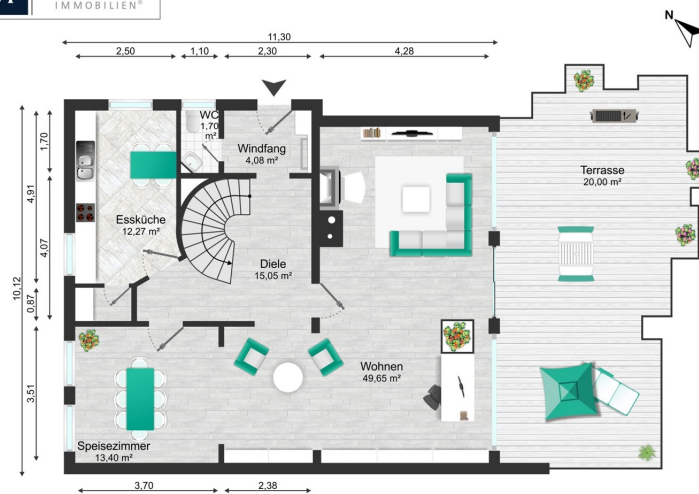 IMMOBILIEN®
N
11,30
2,50
1,10
2,30
4,28
WC
1,70
m²
Windfang
4,08 m²
Terrasse
20,00 m²
Essküche
12,27 m²
Diele
15,05 m²
Wohnen
49,65 m²
Speisezimmer
13,40 m²
10,12
1,70
4,91
4,07
0,87
3,51
3,70
2,38